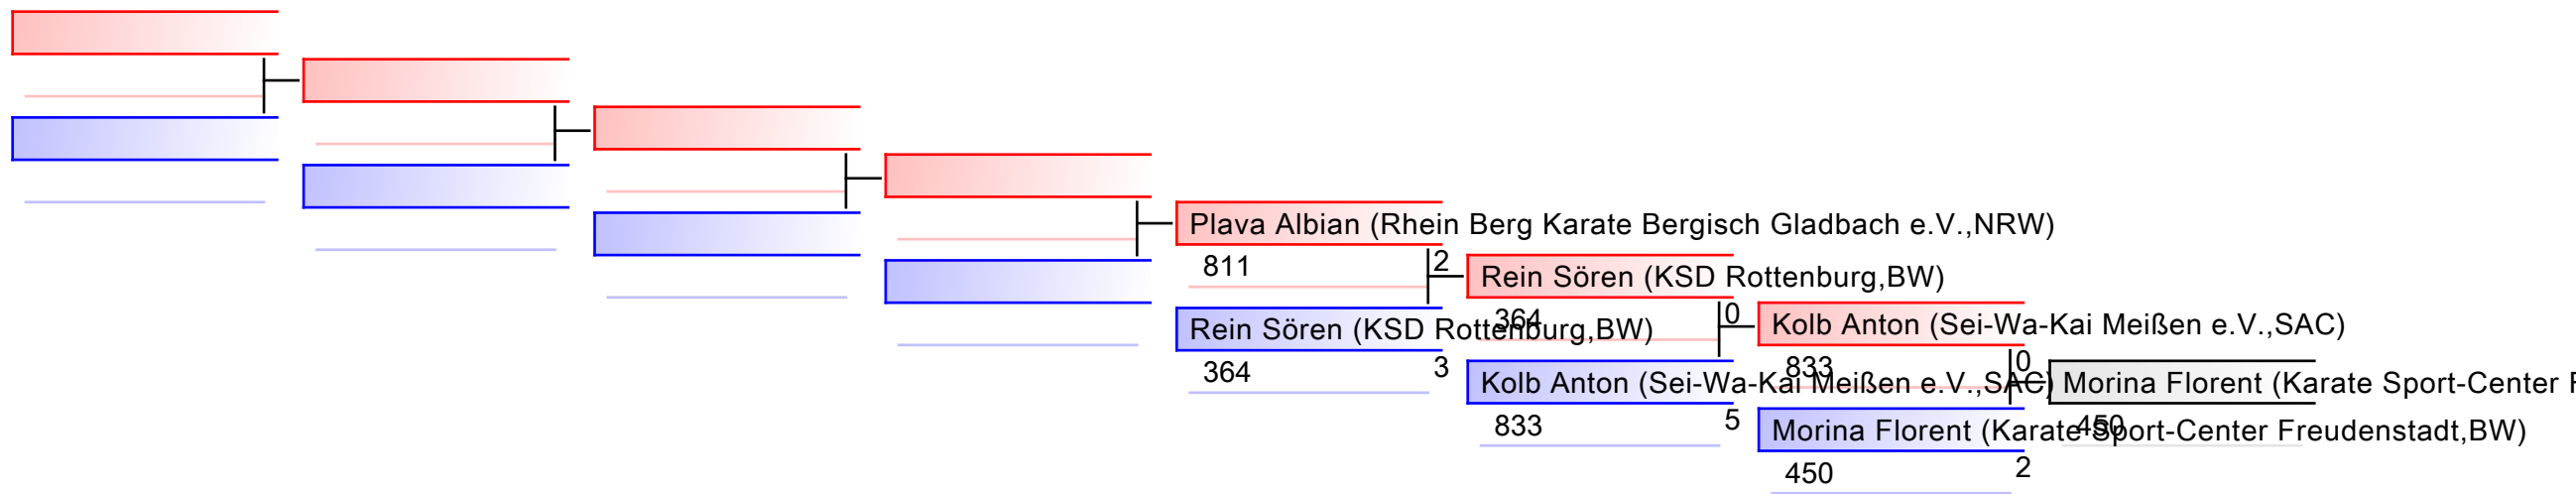 Plava Albian (Rhein Berg Karate Bergisch Gladbach e.V.,NRW)
811
2
Rein Sören (KSD Rottenburg,BW)
364
3
Rein Sören (KSD Rottenburg,BW)
364
0
Kolb Anton (Sei-Wa-Kai Meißen e.V.,SAC)
833
5
Kolb Anton (Sei-Wa-Kai Meißen e.V.,SAC)
833
0
Morina Florent (Karate Sport-Center Freudenstadt,BW)
450
2
Morina Florent (Karate Sport-Center
450